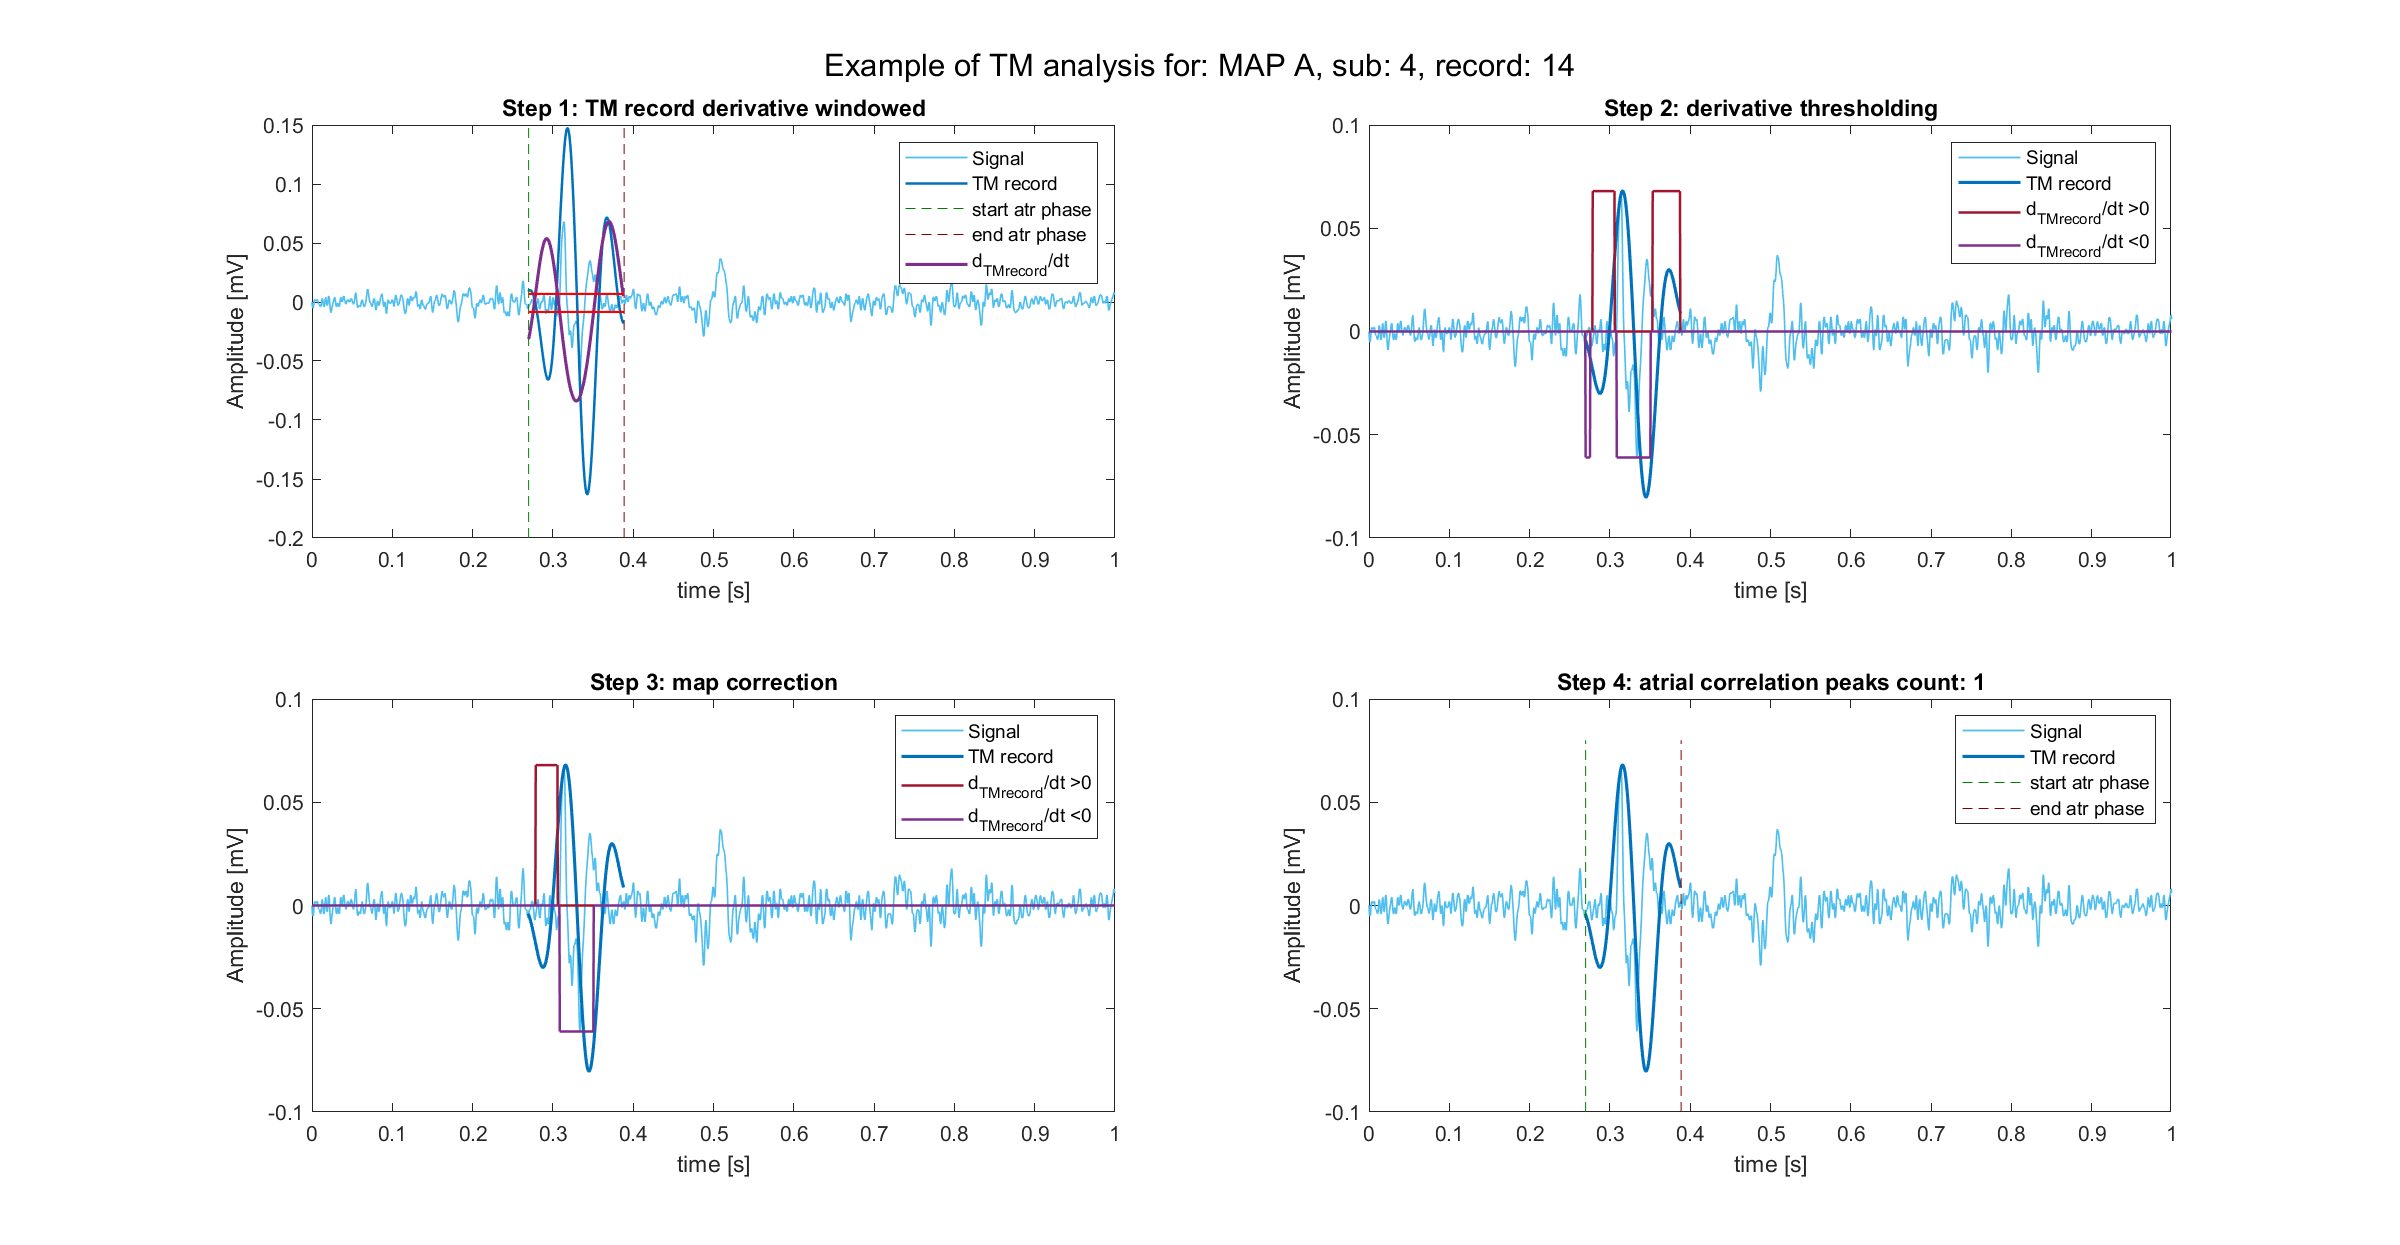 Example of TM analysis for: MAP A, sub: 4, record: 14
Step 1: TM record derivative windowed
0.15
0.1
0.05
0
-0.05
-0.1
-0.15
-0.2
Amplitude [mV]
0 0.1 0.2 0.3 0.4 0.5 0.6 0.7 0.8 0.9 1
time [s]
Signal
TM record
start atr phase
end atr phase
dTMrecord/dt
Step 2: derivative thresholding
0.1
0.05
0
-0.05
-0.1
Amplitude [mV]
0 0.1 0.2 0.3 0.4 0.5 0.6 0.7 0.8 0.9 1
time [s]
Signal
TM record
dTMrecord/dt >0
dTMrecord/dt <0
Step 3: map correction
0.1
0.05
0
-0.05
-0.1
Amplitude [mV]
0 0.1 0.2 0.3 0.4 0.5 0.6 0.7 0.8 0.9 1
time [s]
Signal
TM record
dTMrecord/dt >0
dTMrecord/dt <0
Step 4: atrial correlation peaks count: 1
0.1
0.05
0
-0.05
-0.1
Amplitude [mV]
0 0.1 0.2 0.3 0.4 0.5 0.6 0.7 0.8 0.9 1
time [s]
Signal
TM record
start atr phase
end atr phase